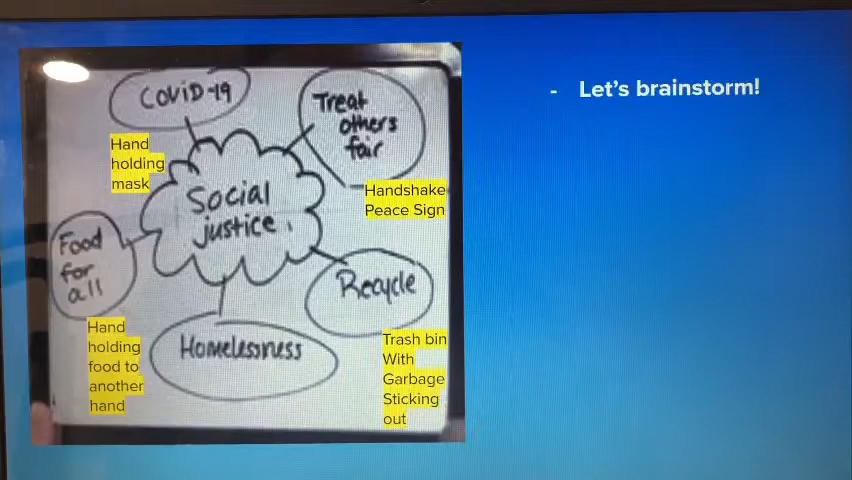 - Let's brainstorm!
Covid-19
Treat
others
fair
Hand
holding
mask
Handshake
Peace Sign
Social
justice
Food
for
all
Recycle
Hand
holding
food to
another
hand
Homelessness
Trash bin
With
Garbage
Sticking
out